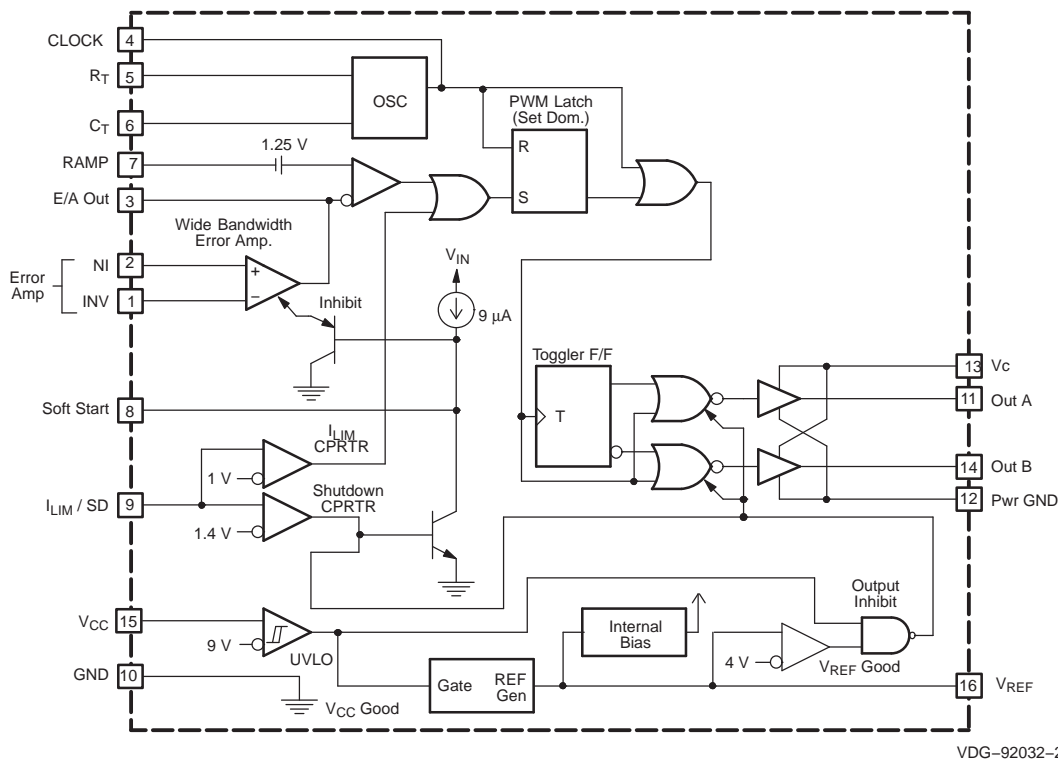 CLOCK
4
R_T
5
C_T
6
OSC
PWM Latch
(Set Dom.)
R
S
1.25 V
RAMP
7
E/A Out
3
Wide Bandwidth
Error Amp.
Error
Amp
NI
2
+
INV
1
−
Inhibit
V_IN
9 µA
Toggler F/F
T
13
Vc
11
Out A
14
Out B
12
Pwr GND
Soft Start
8
I_LIM
CPRTR
1 V
I_LIM / SD
9
Shutdown
CPRTR
1.4 V
Output
Inhibit
V_CC
15
9 V
UVLO
Internal
Bias
4 V
V_REF Good
GND
10
V_CC Good
Gate
REF
Gen
16
V_REF
VDG−92032−2